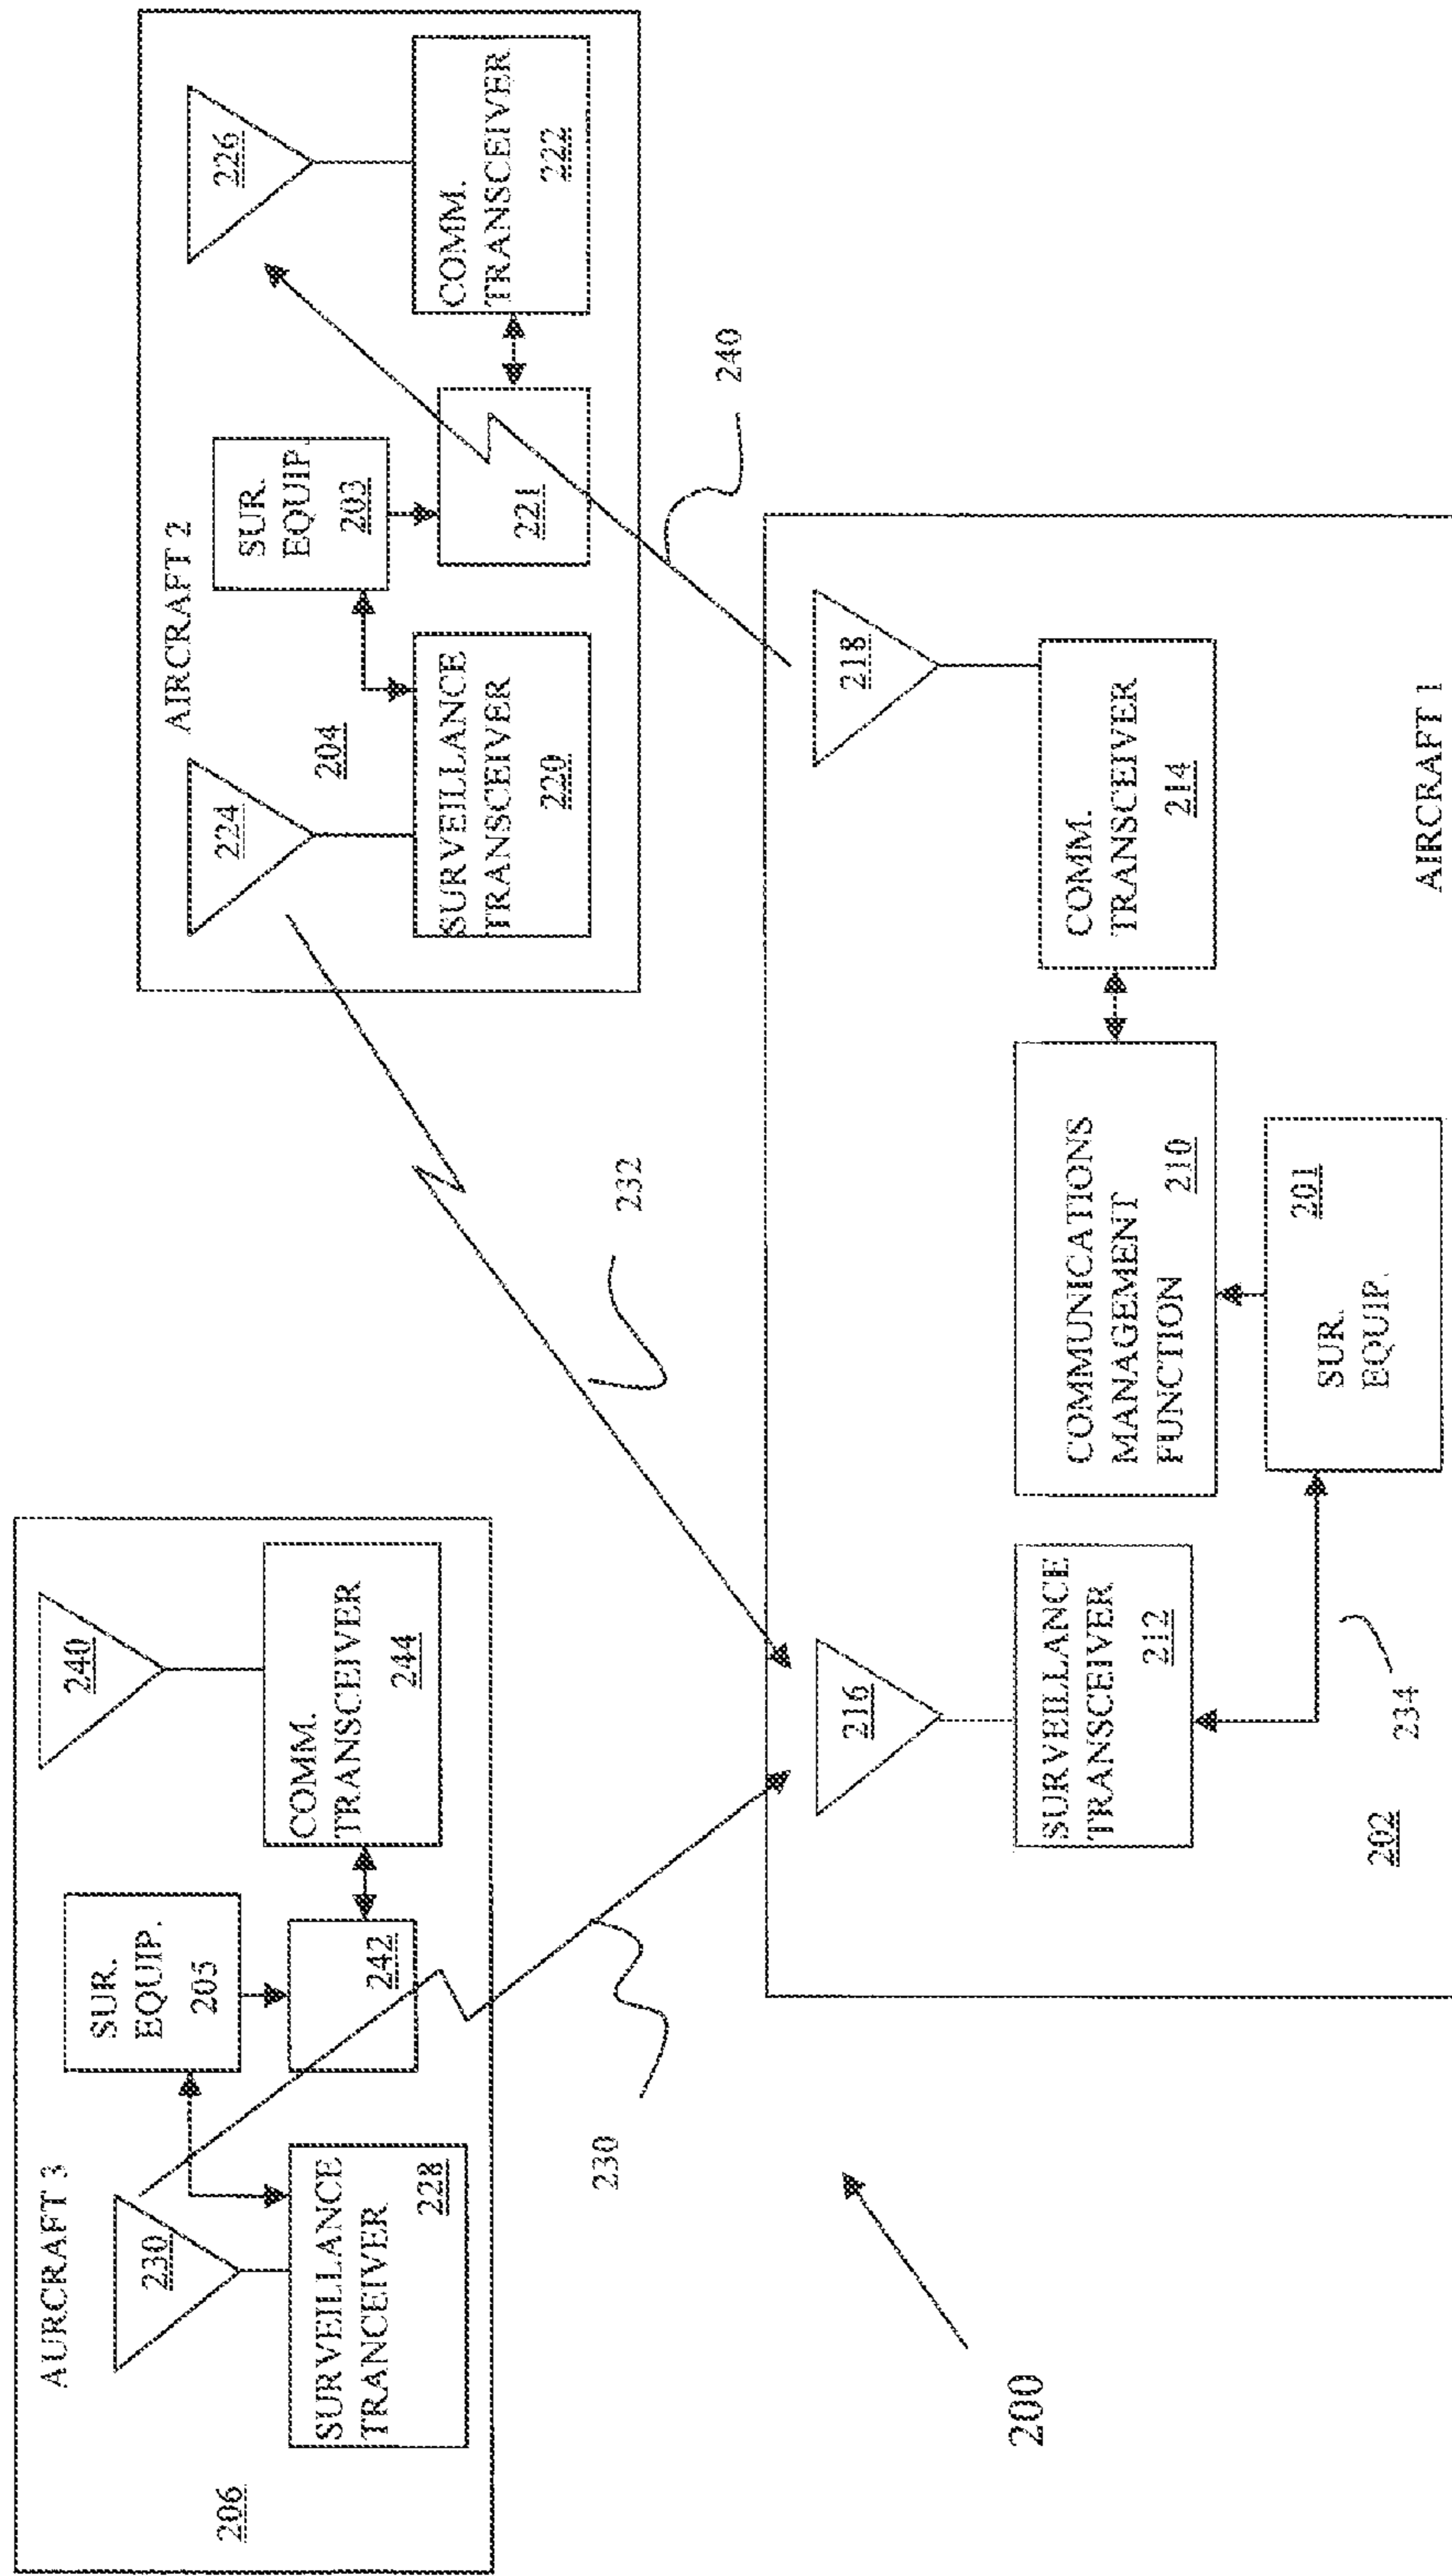 AURCRAFT 3
206
230
SUR.
EQUIP.
205
240
SURVEILLANCE
TRANCEIVER
228
242
COMM.
TRANSCEIVER
244
AIRCRAFT 2
224
204
SUR.
EQUIP.
203
226
SURVEILLANCE
TRANSCEIVER
220
221
COMM.
TRANSCEIVER
222
230
232
240
200
216
218
SURVEILLANCE
TRANSCEIVER
212
COMMUNICATIONS
MANAGEMENT
FUNCTION
210
COMM.
TRANSCEIVER
214
201
SUR.
EQUIP.
234
202
AIRCRAFT 1